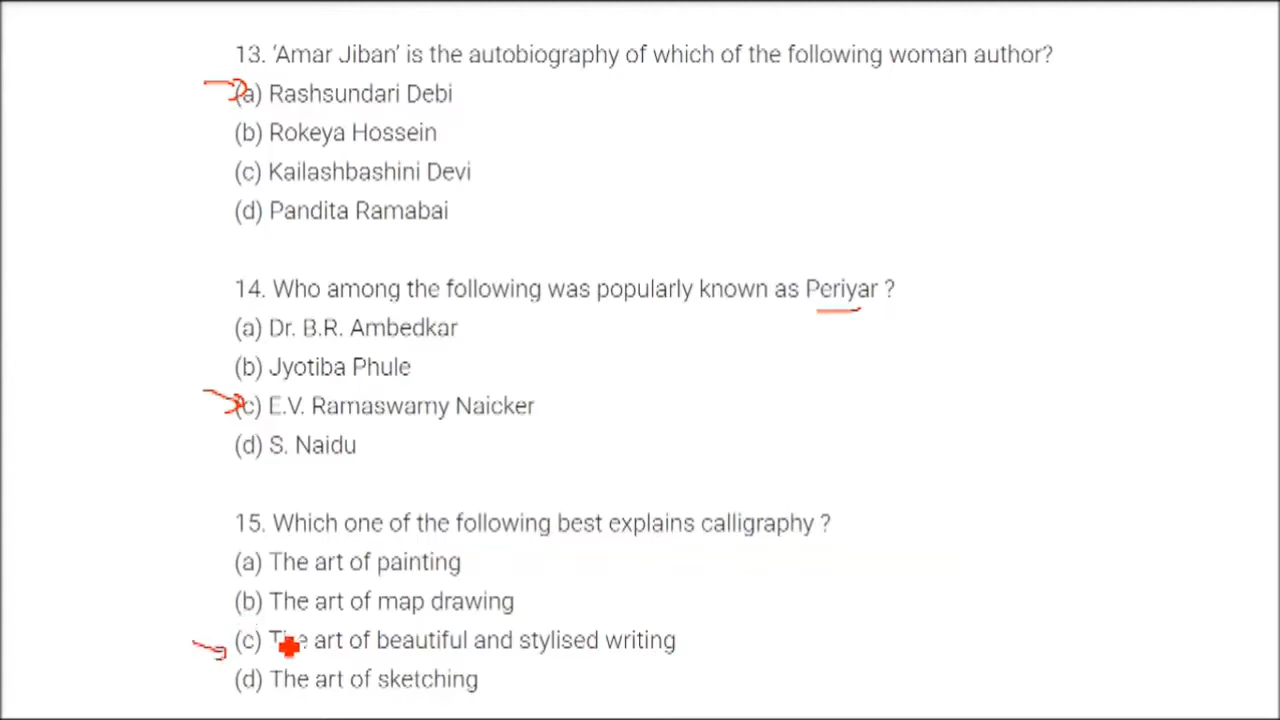 13. ‘Amar Jiban’ is the autobiography of which of the following woman author?
(a) Rashsundari Debi
(b) Rokeya Hossein
(c) Kailashbashini Devi
(d) Pandita Ramabai
14. Who among the following was popularly known as Periyar ?
(a) Dr. B.R. Ambedkar
(b) Jyotiba Phule
(c) E.V. Ramaswamy Naicker
(d) S. Naidu
15. Which one of the following best explains calligraphy ?
(a) The art of painting
(b) The art of map drawing
(c) The art of beautiful and stylised writing
(d) The art of sketching